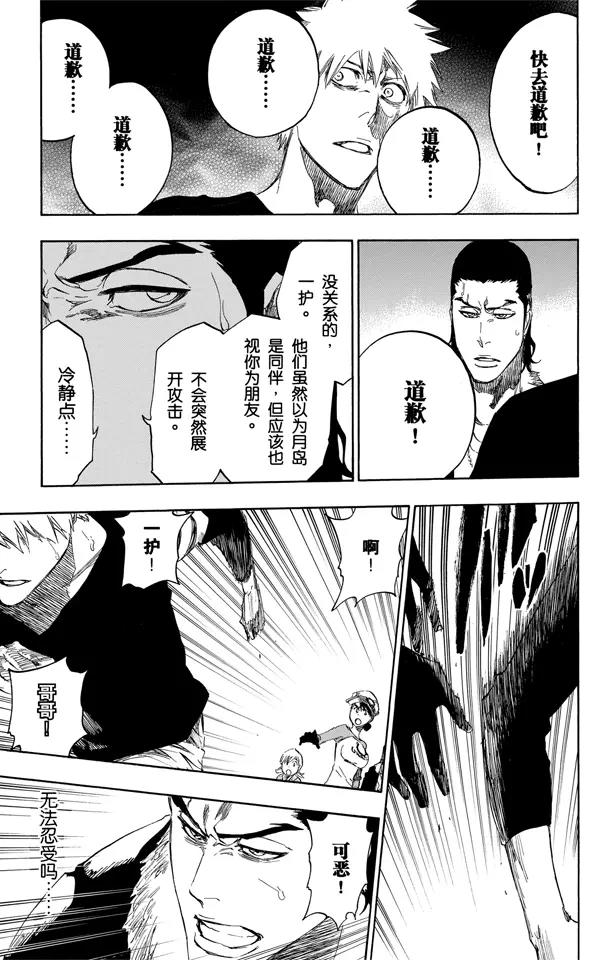 快去道歉吧！
道歉……
道歉……
道歉……
道歉……
道歉！
没关系的，
一护。
他们虽然以为月岛
是同伴，但应该也
视你为朋友。
不会突然展
开攻击。
冷静点……
啊！
一护！
哥哥！
可恶！
无法忍受吗……